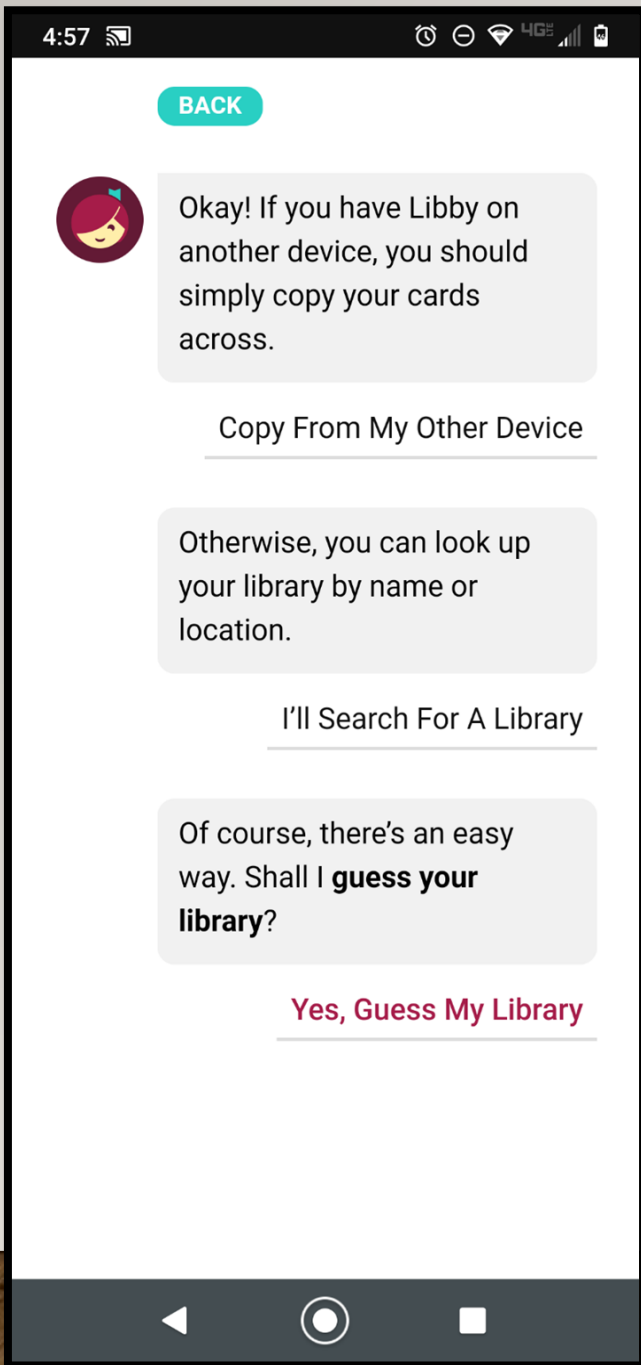 4:57
4GE
BACK
Okay! If you have Libby on
another device, you should
simply copy your cards
across.
Copy From My Other Device
Otherwise, you can look up
your library by name or
location.
I’ll Search For A Library
Of course, there’s an easy
way. Shall I guess your
library?
Yes, Guess My Library